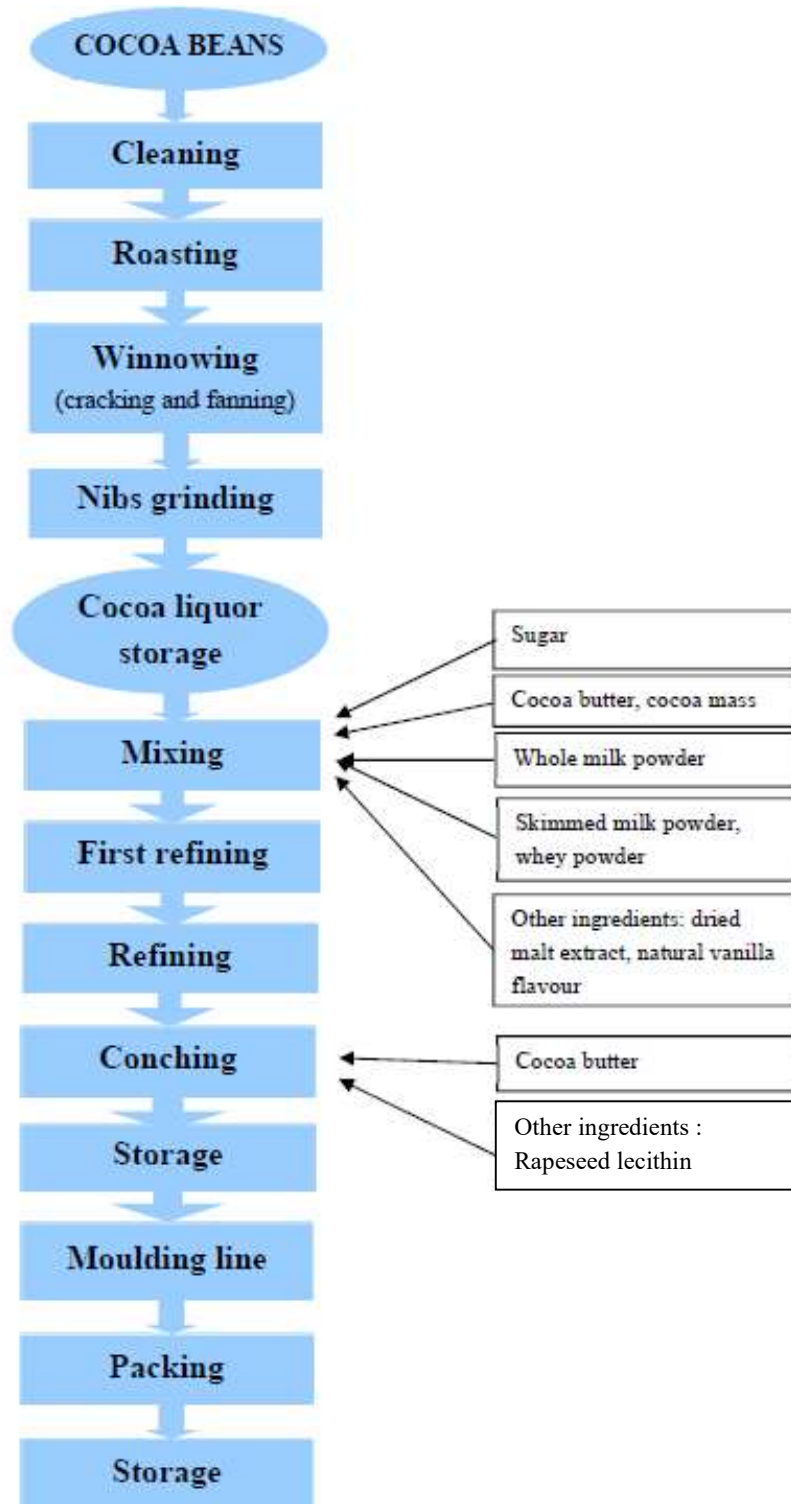 COCOA BEANS
Cleaning
Roasting
Winnowing
(cracking and fanning)
Nibs grinding
Cocoa liquor
storage
Sugar
Cocoa butter, cocoa mass
Mixing
Whole milk powder
Skimmed milk powder,
whey powder
First refining
Other ingredients: dried
malt extract, natural vanilla
flavour
Refining
Conching
Cocoa butter
Other ingredients :
Rapeseed lecithin
Storage
Moulding line
Packing
Storage